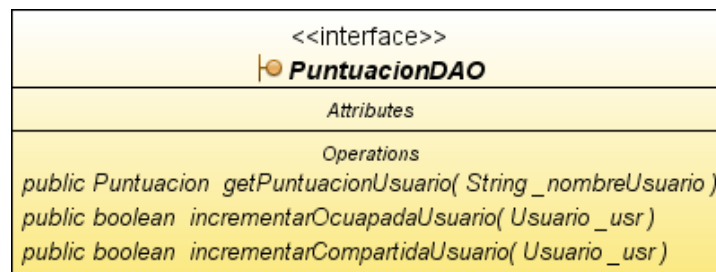 <<interface>>
PuntuacionDAO
Attributes
Operations
public Puntuacion getPuntuacionUsuario( String _nombreUsuario )
public boolean incrementarOcuapadaUsuario( Usuario _usr )
public boolean incrementarCompartidaUsuario( Usuario _usr )